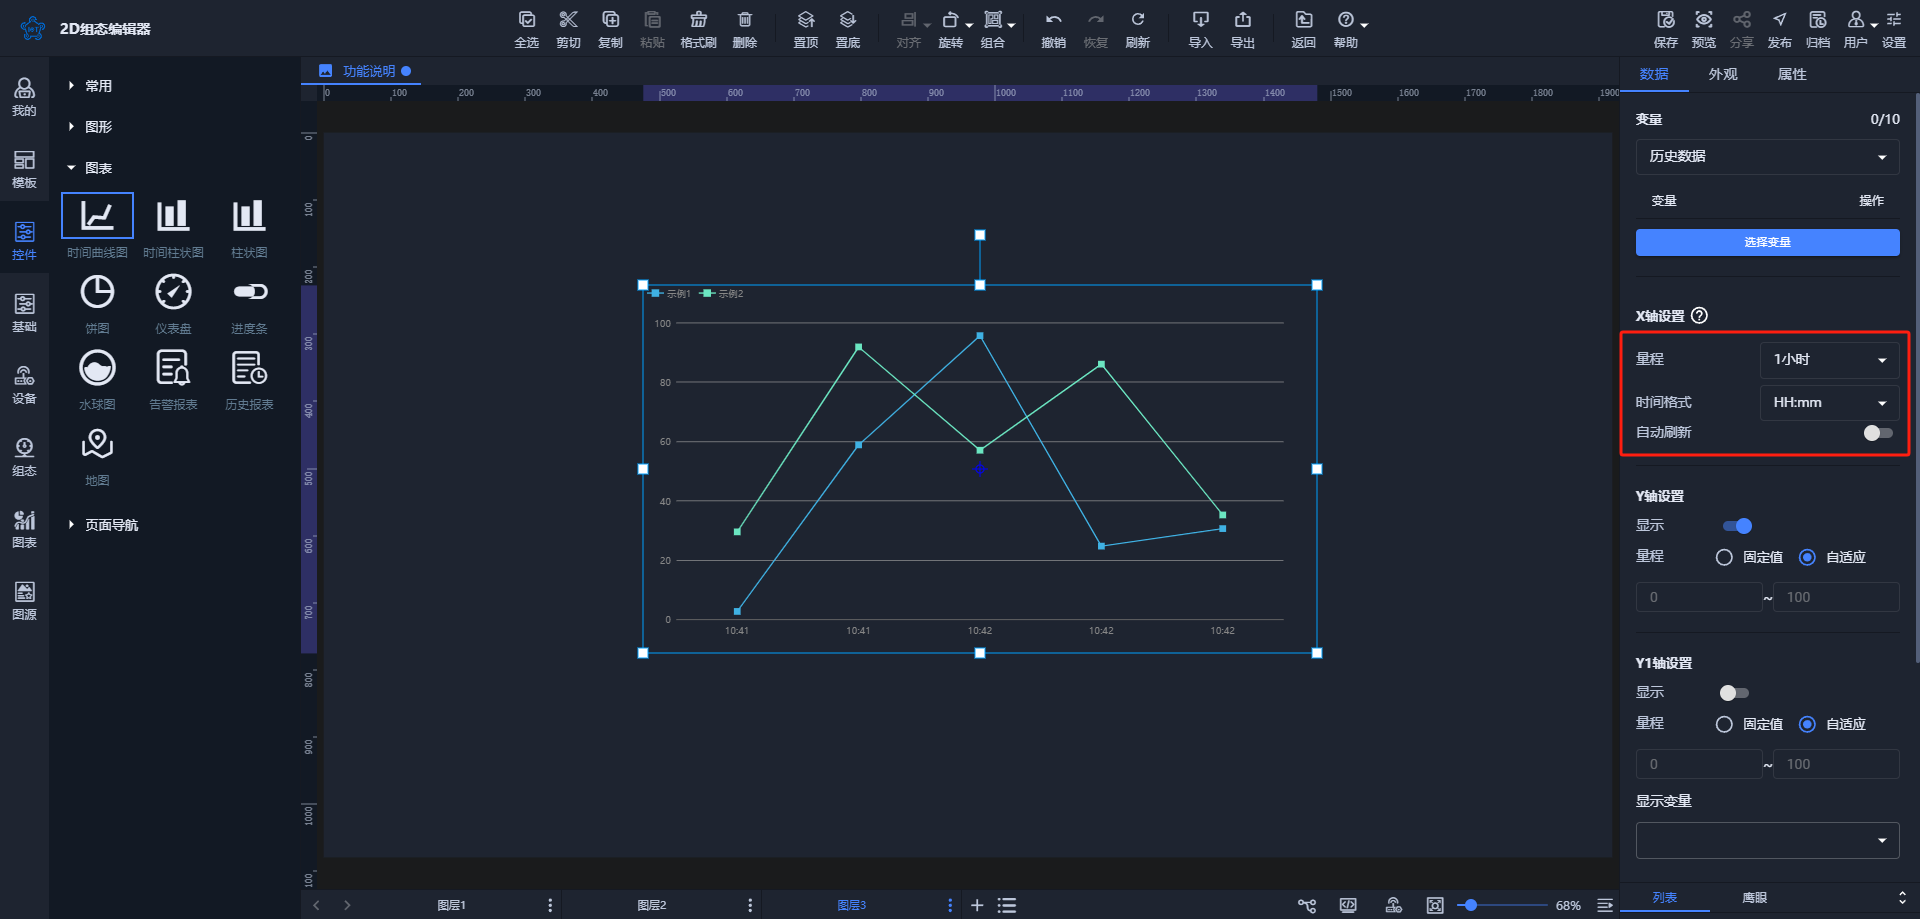 2D组态编辑器
全选 剪切 复制 粘贴 格式刷 删除 置顶 置底 对齐 旋转 组合 撤销 恢复 刷新 导入 导出 返回 帮助 保存 预览 分享 发布 归档 用户 设置
我的
模板
控件
基础
设备
组态
图表
图源
常用
图形
图表
时间曲线图 时间柱状图 柱状图
饼图 仪表盘 进度条
水球图 告警报表 历史报表
地图
页面导航
功能说明
0 100 200 300 400 500 600 700 800 900 1000 1100 1200 1300 1400 1500 1600 1700 1800 1900
0
100
200
300
400
500
600
700
800
900
1000
示例1 示例2
100
80
60
40
20
0
10:41 10:41 10:42 10:42 10:42
图层1 图层2 图层3
68%
数据 外观 属性
变量 0/10
历史数据
变量 操作
选择变量
X轴设置
量程 1小时
时间格式 HH:mm
自动刷新
Y轴设置
显示
量程 固定值 自适应
0 ~ 100
Y1轴设置
显示
量程 固定值 自适应
0 ~ 100
显示变量
列表 鹰眼